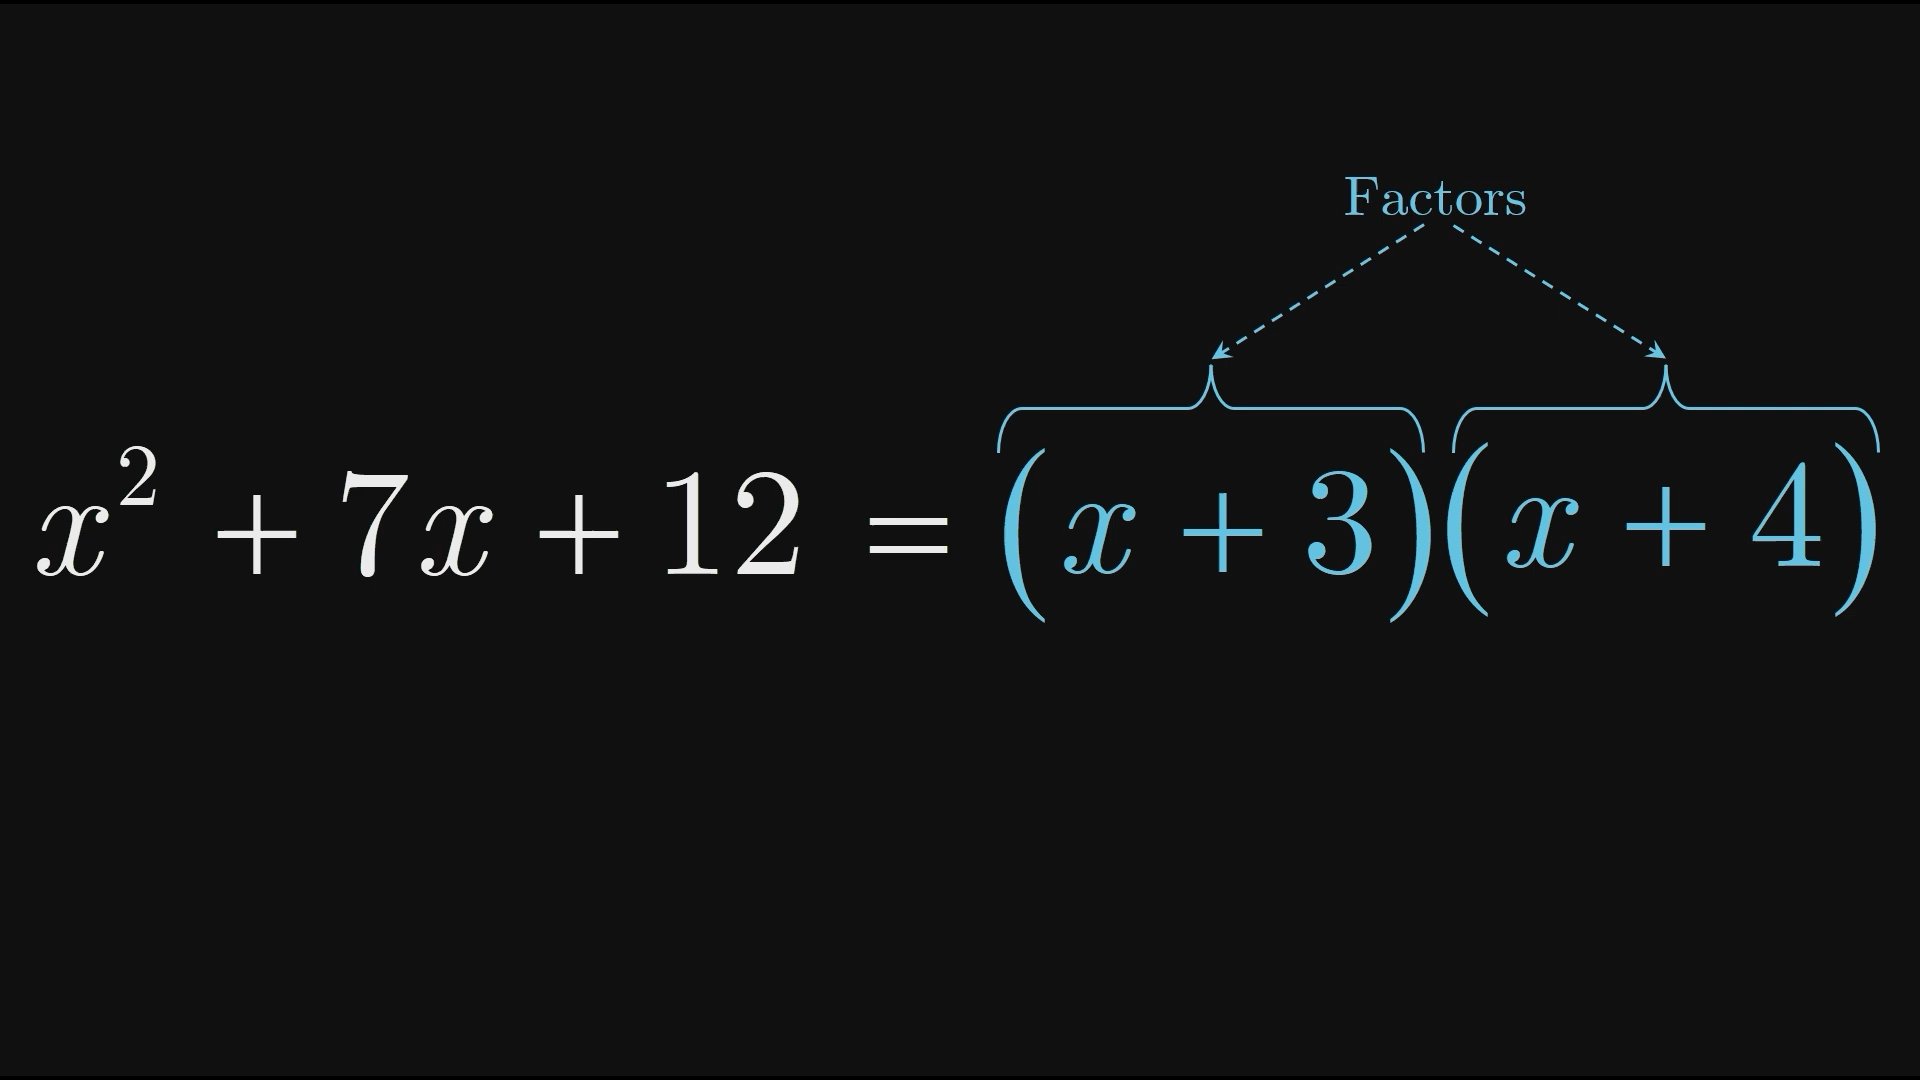 Factors
x² + 7x + 12 = (x + 3)(x + 4)